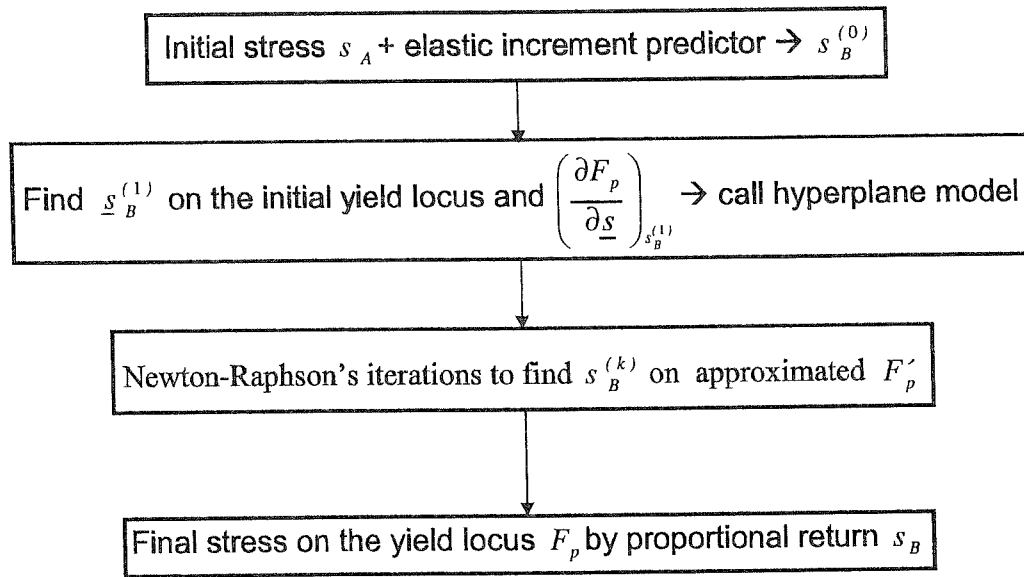 Initial stress s_A + elastic increment predictor → s_B^(0)
Find s_B^(1) on the initial yield locus and (∂F_p/∂s)_{s_B^(1)} → call hyperplane model
Newton-Raphson's iterations to find s_B^(k) on approximated F_p′
Final stress on the yield locus F_p by proportional return s_B